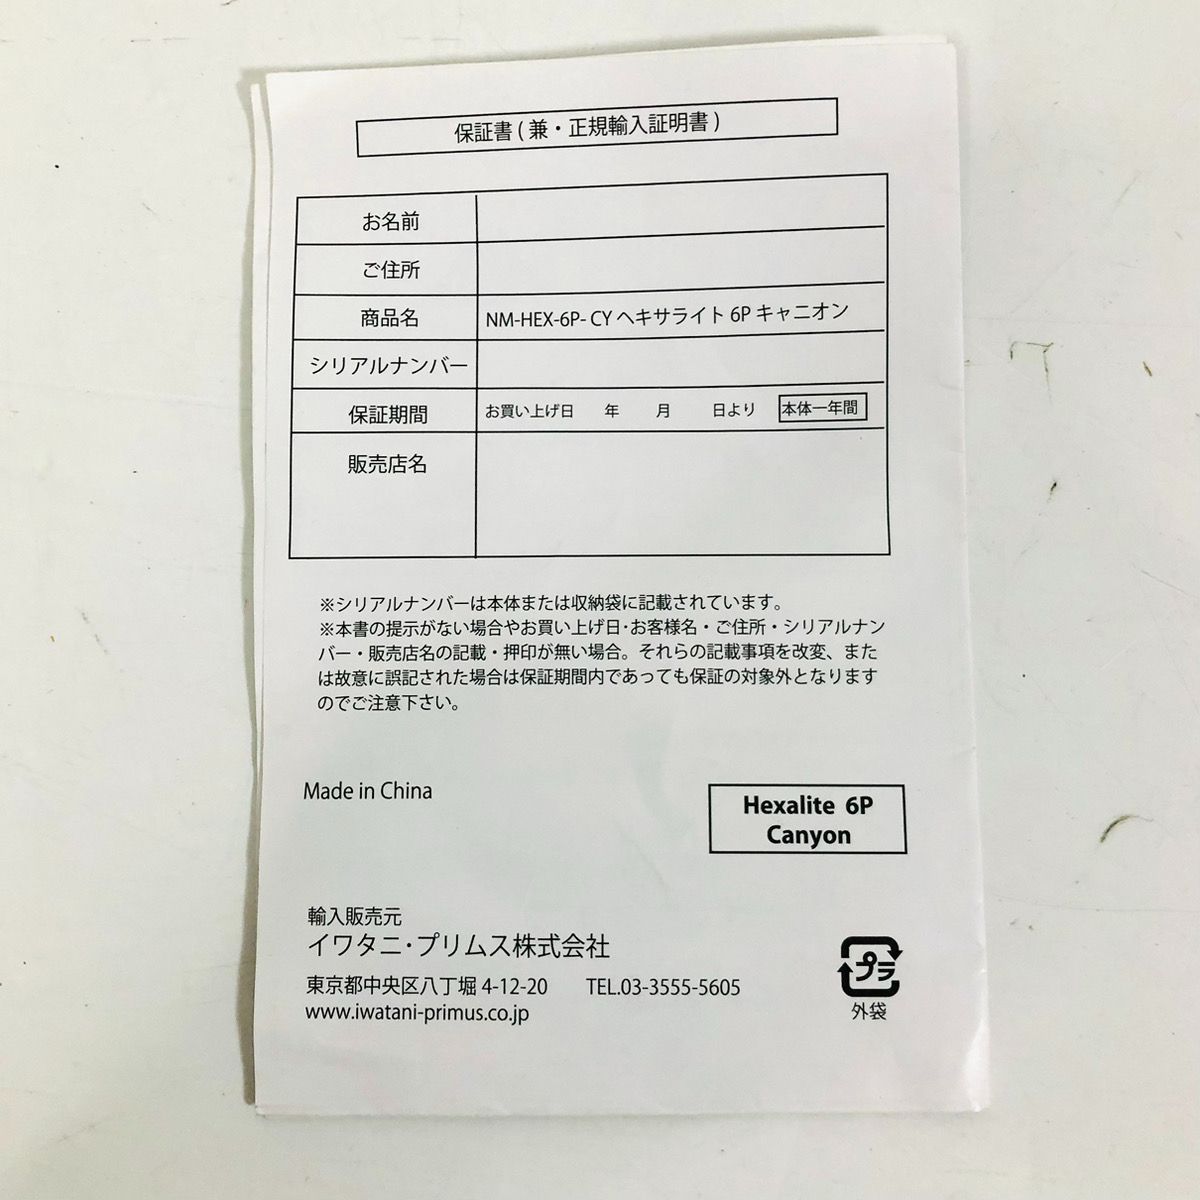 保証書 ( 兼・正規輸入証明書 )
お名前
ご住所
商品名 NM-HEX-6P- CY ヘキサライト 6P キャニオン
シリアルナンバー
保証期間 お買い上げ日 年 月 日より 本体一年間
販売店名
※シリアルナンバーは本体または収納袋に記載されています。
※本書の提示がない場合やお買い上げ日･お客様名・ご住所・シリアルナン
バー・販売店名の記載・押印が無い場合。それらの記載事項を改変、また
は故意に誤記された場合は保証期間内であっても保証の対象外となります
のでご注意下さい。
Made in China
Hexalite 6P
Canyon
輸入販売元
イワタニ･プリムス株式会社
東京都中央区八丁堀 4-12-20 TEL.03-3555-5605
www.iwatani-primus.co.jp
プラ
外袋